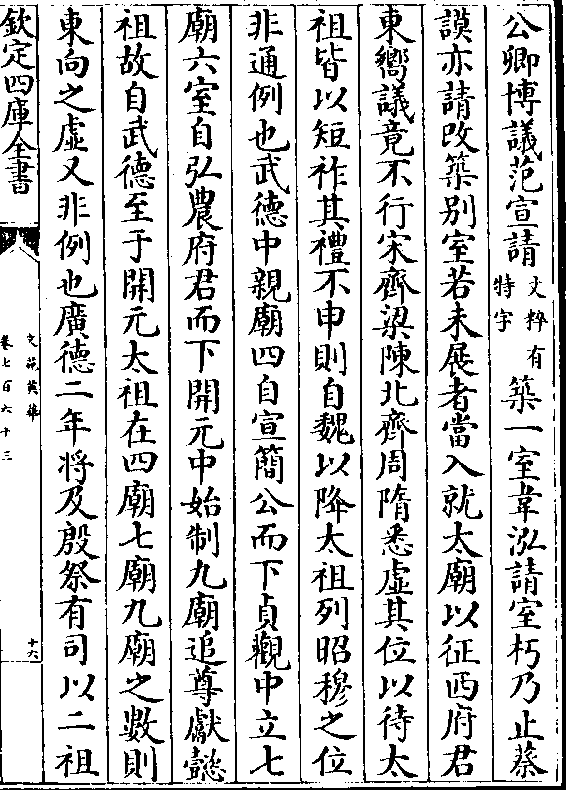 公卿博議范宣請文粹有特字築一室韋泓請室朽乃止蔡
謨亦請改築别室若未展者當入就太廟以征西府君
東嚮議竟不行宋齊梁陳北齊周隋悉虚其位以待太
祖皆以短祚其禮不申則自魏以降太祖列昭穆之位
非通例也武德中親廟四自宣簡公而下貞觀中立七
廟六室自弘農府君而下開元中始制九廟追尊獻懿
祖故自武德至于開元太祖在四廟七廟九廟之數則
東向之虚又非例也廣德二年將及殷祭有司以二祖
欽定四庫全書
文苑英華
卷七百六十三
十六